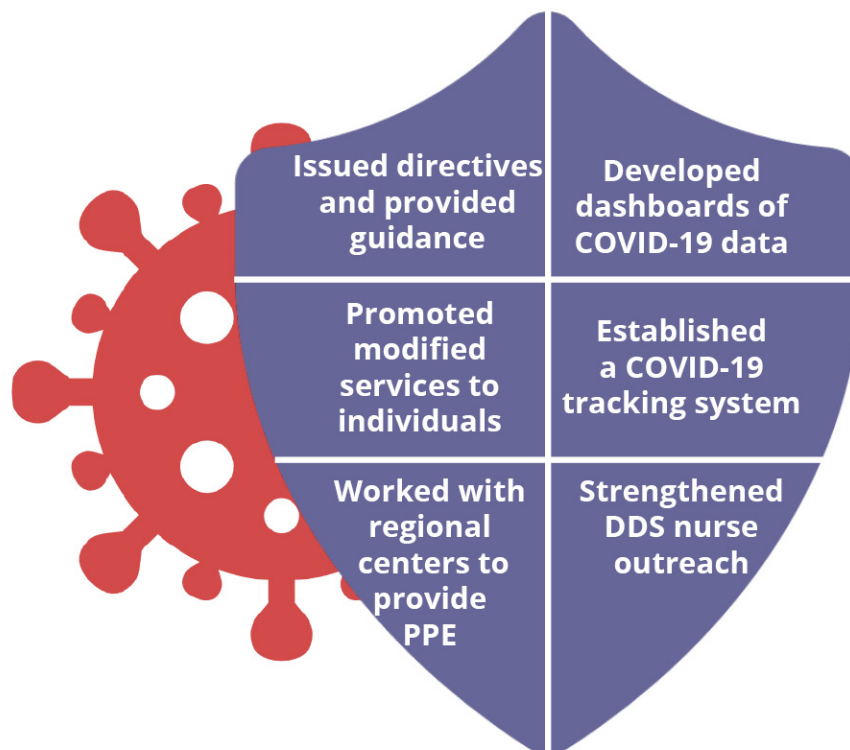 Issued directives
and provided
guidance
Developed
dashboards of
COVID-19 data
Promoted
modified
services to
individuals
Established
a COVID-19
tracking system
Worked with
regional
centers to
provide
PPE
Strengthened
DDS nurse
outreach